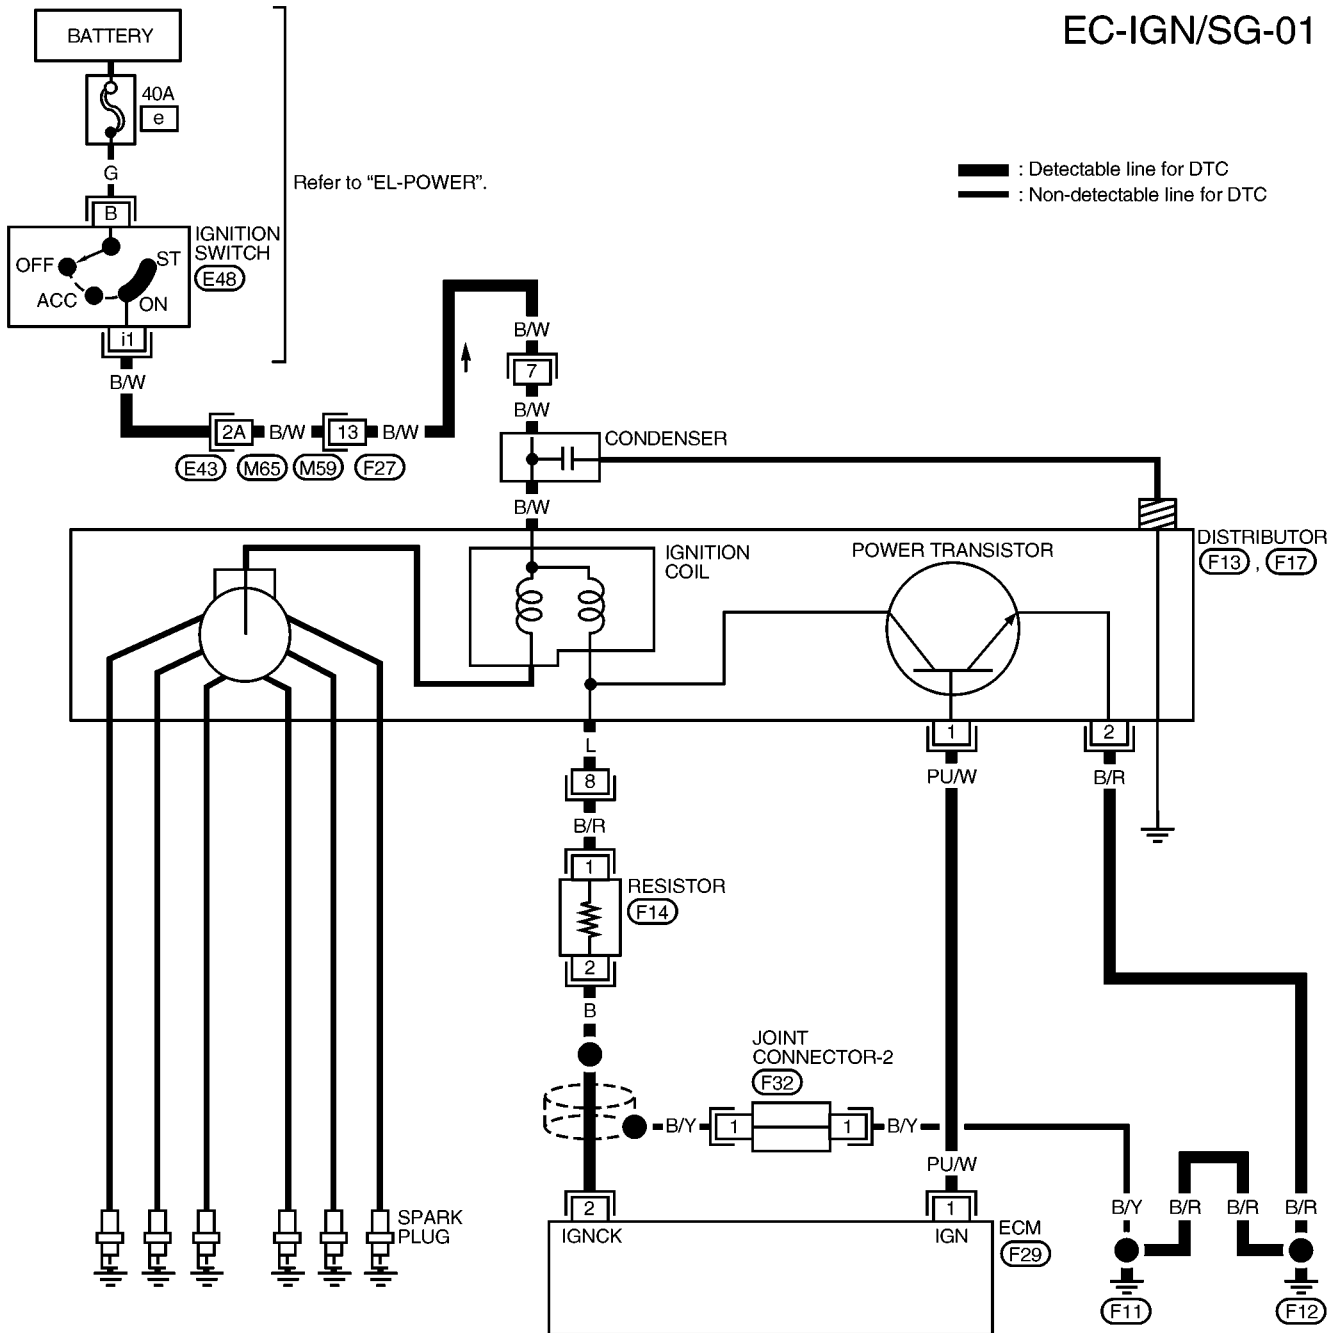 EC-IGN/SG-01
BATTERY
40A
e
G
Refer to "EL-POWER".
: Detectable line for DTC
: Non-detectable line for DTC
B
IGNITION
SWITCH
E48
OFF
ST
ACC
ON
i1
B/W
B/W
7
B/W
2A
B/W
13
B/W
E43
M65
M59
F27
CONDENSER
B/W
DISTRIBUTOR
F13 , F17
IGNITION
COIL
POWER TRANSISTOR
1
2
L
PU/W
B/R
8
B/R
1
RESISTOR
F14
2
B
JOINT
CONNECTOR-2
F32
B/Y
1
1
B/Y
PU/W
SPARK
PLUG
2
IGNCK
1
IGN
ECM
F29
B/Y
B/R
B/R
B/R
F11
F12